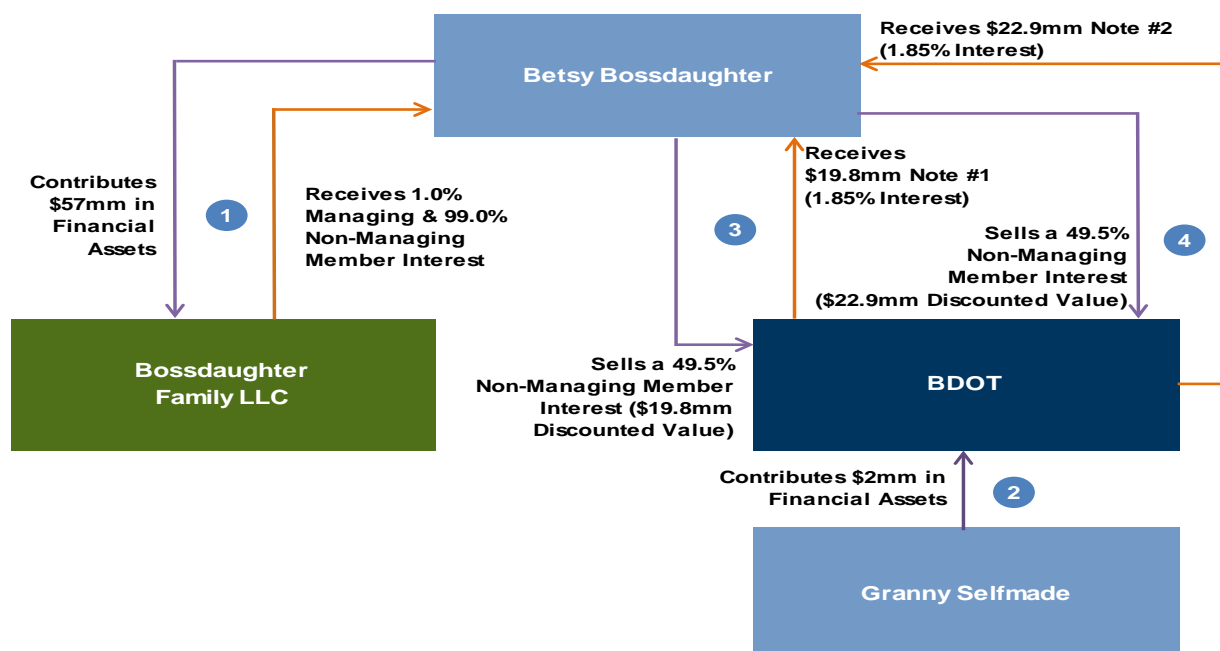 Betsy Bossdaughter
Receives $22.9mm Note #2
(1.85% Interest)
Contributes
$57mm in
Financial
Assets
1
Receives 1.0%
Managing & 99.0%
Non-Managing
Member Interest
3
Receives
$19.8mm Note #1
(1.85% Interest)
Sells a 49.5%
Non-Managing
Member Interest
($22.9mm Discounted Value)
4
Bossdaughter
Family LLC
Sells a 49.5%
Non-Managing Member
Interest ($19.8mm
Discounted Value)
BDOT
Contributes $2mm in
Financial Assets
2
Granny Selfmade